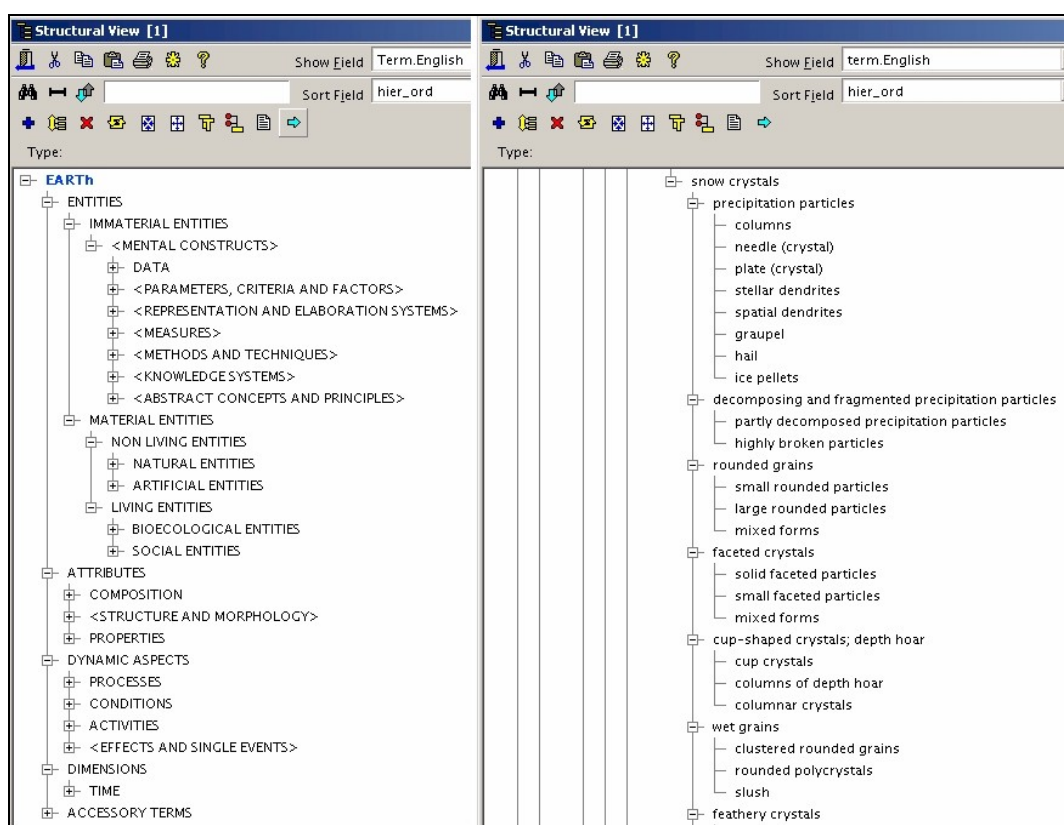 Structural View [1]
Show Field Term.English
Sort Field hier_ord
Type:
EARTh
ENTITIES
IMMATERIAL ENTITIES
<MENTAL CONSTRUCTS>
DATA
<PARAMETERS, CRITERIA AND FACTORS>
<REPRESENTATION AND ELABORATION SYSTEMS>
<MEASURES>
<METHODS AND TECHNIQUES>
<KNOWLEDGE SYSTEMS>
<ABSTRACT CONCEPTS AND PRINCIPLES>
MATERIAL ENTITIES
NON LIVING ENTITIES
NATURAL ENTITIES
ARTIFICIAL ENTITIES
LIVING ENTITIES
BIOECOLOGICAL ENTITIES
SOCIAL ENTITIES
ATTRIBUTES
COMPOSITION
<STRUCTURE AND MORPHOLOGY>
PROPERTIES
DYNAMIC ASPECTS
PROCESSES
CONDITIONS
ACTIVITIES
<EFFECTS AND SINGLE EVENTS>
DIMENSIONS
TIME
ACCESSORY TERMS
Structural View [1]
Show Field term.English
Sort Field hier_ord
Type:
snow crystals
precipitation particles
columns
needle (crystal)
plate (crystal)
stellar dendrites
spatial dendrites
graupel
hail
ice pellets
decomposing and fragmented precipitation particles
partly decomposed precipitation particles
highly broken particles
rounded grains
small rounded particles
large rounded particles
mixed forms
faceted crystals
solid faceted particles
small faceted particles
mixed forms
cup-shaped crystals; depth hoar
cup crystals
columns of depth hoar
columnar crystals
wet grains
clustered rounded grains
rounded polycrystals
slush
feathery crystals